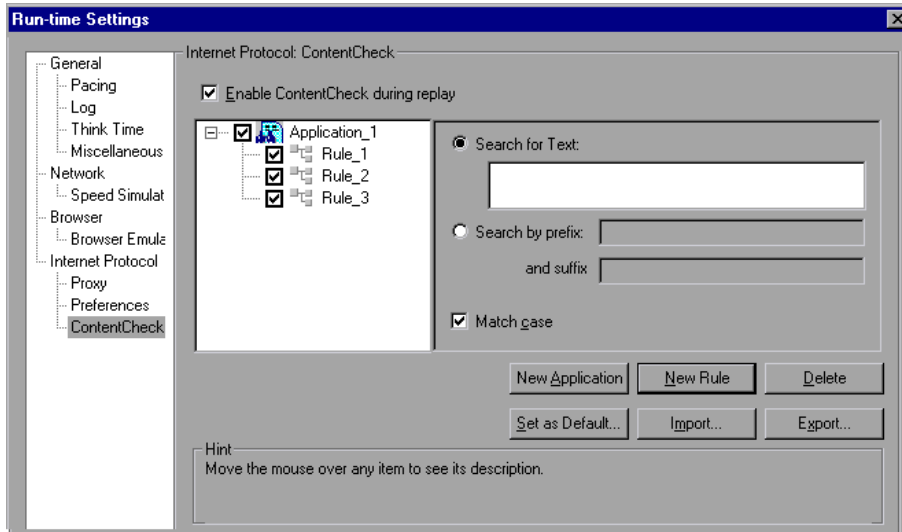 Run-time Settings
General
Pacing
Log
Think Time
Miscellaneous
Network
Speed Simulat
Browser
Browser Emula
Internet Protocol
Proxy
Preferences
ContentCheck
Internet Protocol: ContentCheck
Enable ContentCheck during replay
Application_1
Rule_1
Rule_2
Rule_3
Search for Text:
Search by prefix:
and suffix
Match case
New Application
New Rule
Delete
Set as Default...
Import...
Export...
Hint
Move the mouse over any item to see its description.